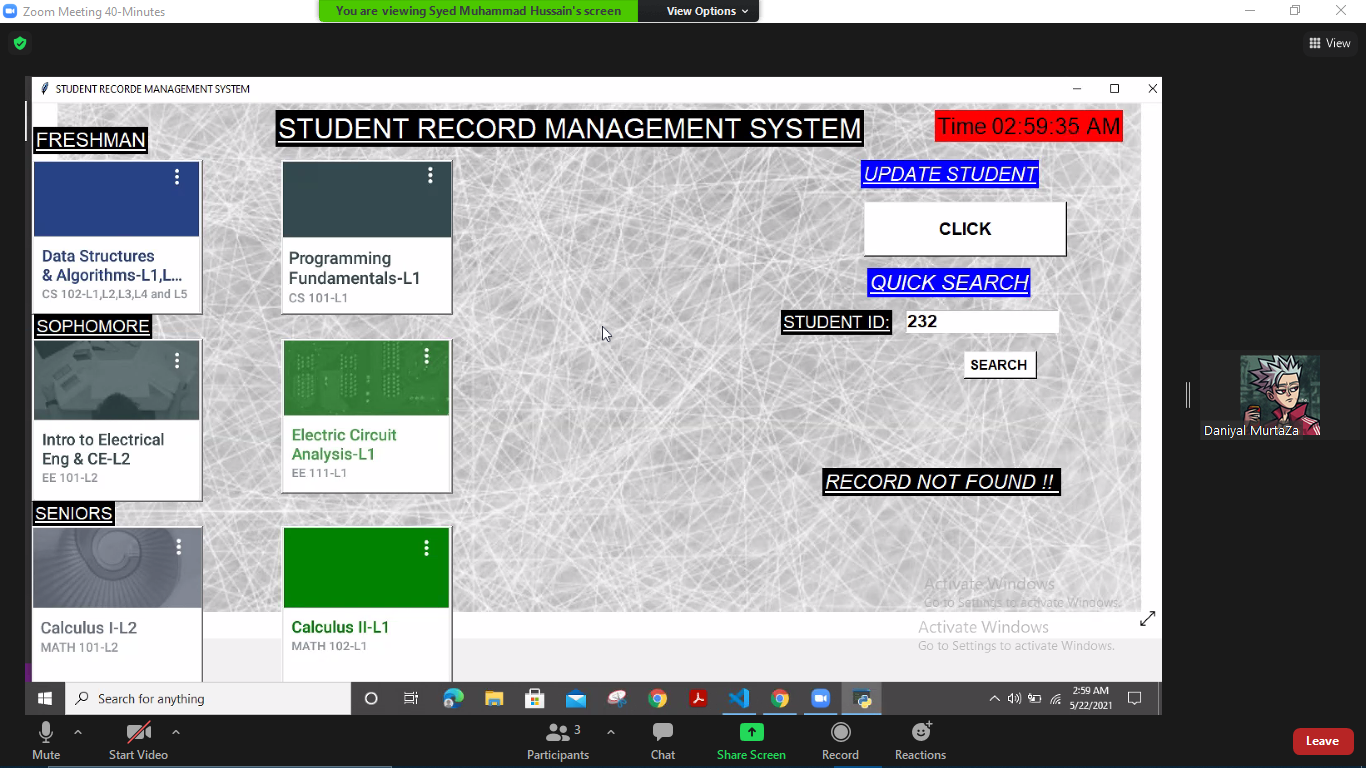 Zoom Meeting 40-Minutes
You are viewing Syed Muhammad Hussain's screen
View Options
View
STUDENT RECORDE MANAGEMENT SYSTEM
STUDENT RECORD MANAGEMENT SYSTEM
Time 02:59:35 AM
FRESHMAN
Data Structures
& Algorithms-L1,L...
CS 102-L1,L2,L3,L4 and L5
Programming
Fundamentals-L1
CS 101-L1
UPDATE STUDENT
CLICK
QUICK SEARCH
STUDENT ID: 232
SEARCH
RECORD NOT FOUND !!
SOPHOMORE
Intro to Electrical
Eng & CE-L2
EE 101-L2
Electric Circuit
Analysis-L1
EE 111-L1
SENIORS
Calculus I-L2
MATH 101-L2
Calculus II-L1
MATH 102-L1
Activate Windows
Go to Settings to activate Windows.
Activate Windows
Go to Settings to activate Windows.
Daniyal MurtaZa
Search for anything
2:59 AM
5/22/2021
Mute
Start Video
Participants
3
Chat
Share Screen
Record
Reactions
Leave